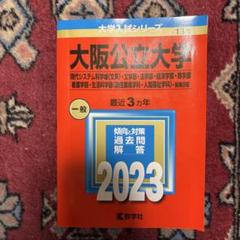 大学入試シリーズ
大阪公立大学
現代システム科学域〈文系〉・文学部・法学部・経済学部・商学部
看護学部・生活科学部〈居住環境学科・人間福祉学科〉
一般
最近3カ年
傾向と対策
過去問
解答
2023
教学社